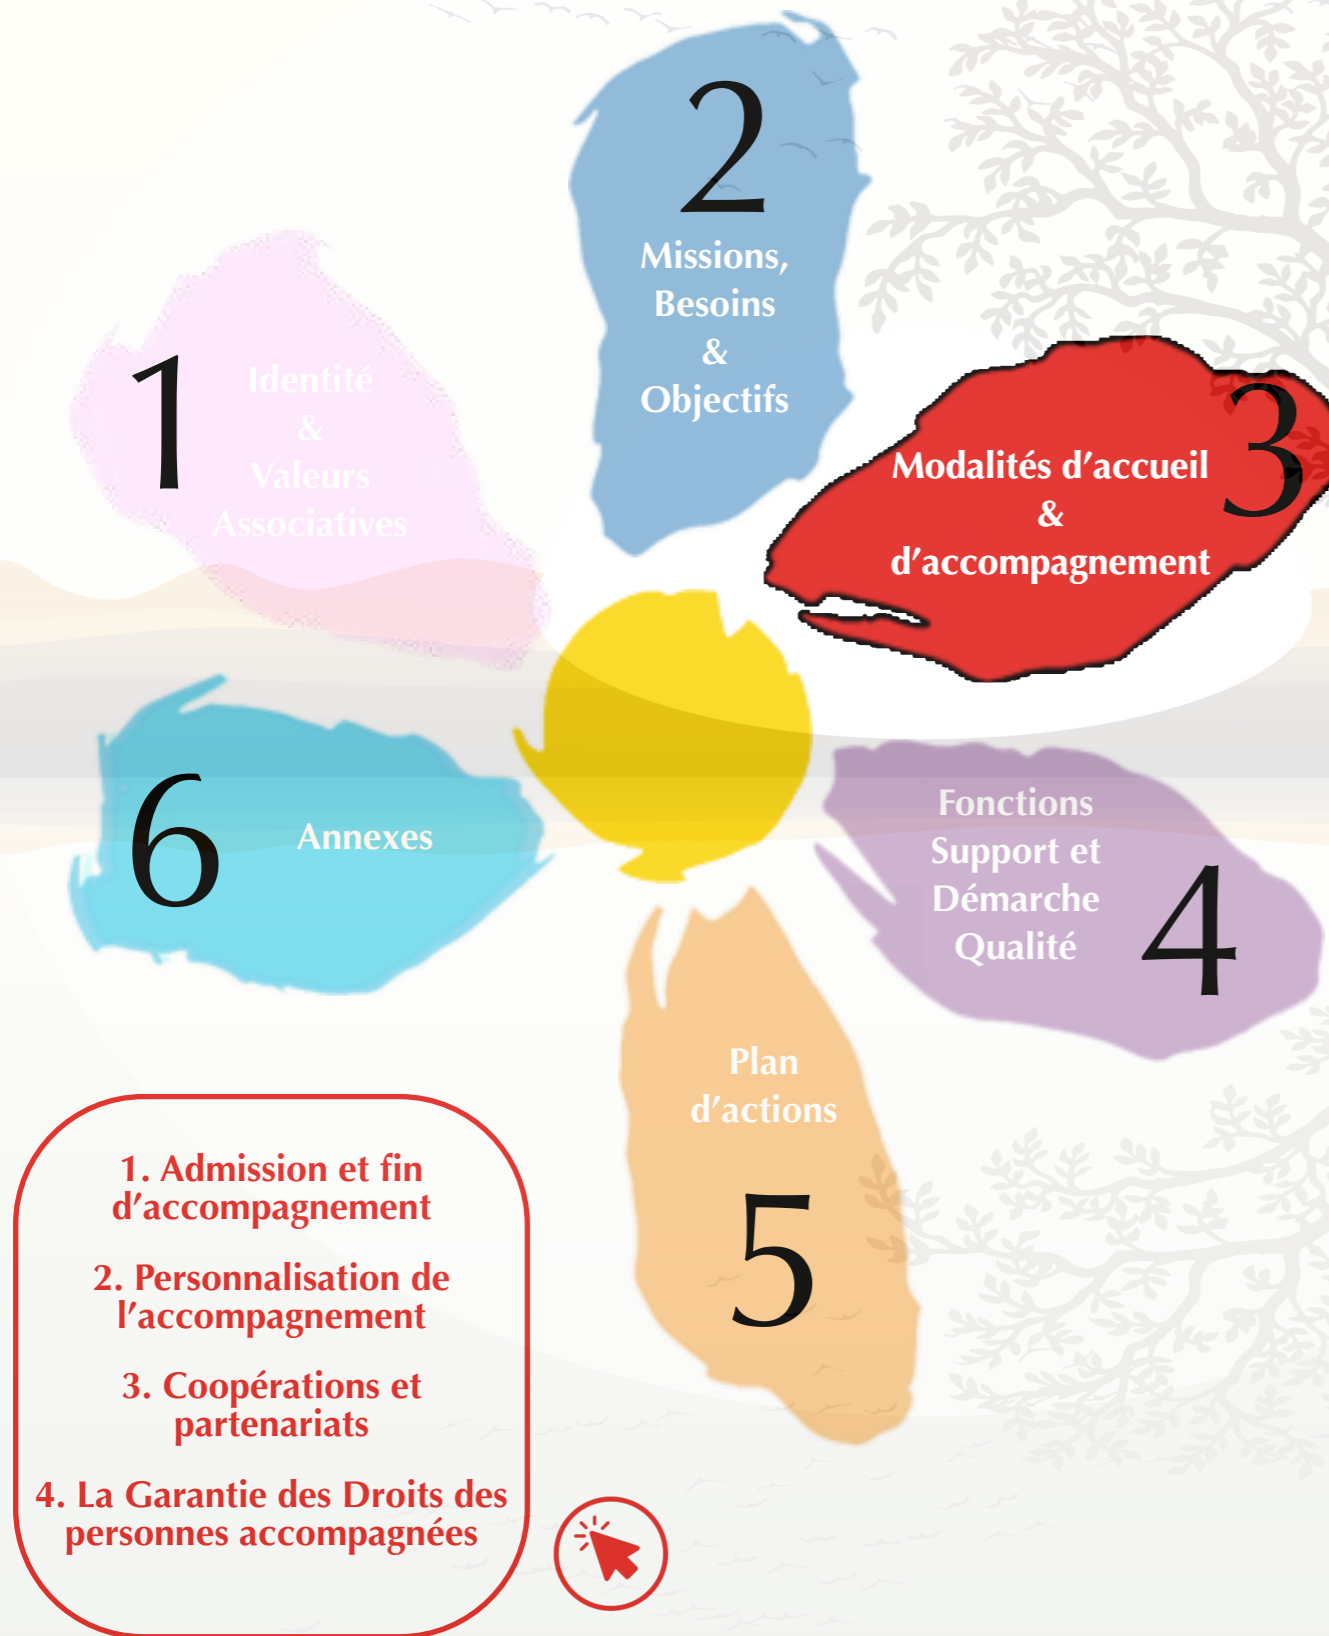 1
Identité
&
Valeurs
Associatives
2
Missions,
Besoins
&
Objectifs
3
Modalités d’accueil
&
d’accompagnement
4
Fonctions
Support et
Démarche
Qualité
5
Plan
d’actions
6
Annexes
1. Admission et fin
d’accompagnement
2. Personnalisation de
l’accompagnement
3. Coopérations et
partenariats
4. La Garantie des Droits des
personnes accompagnées